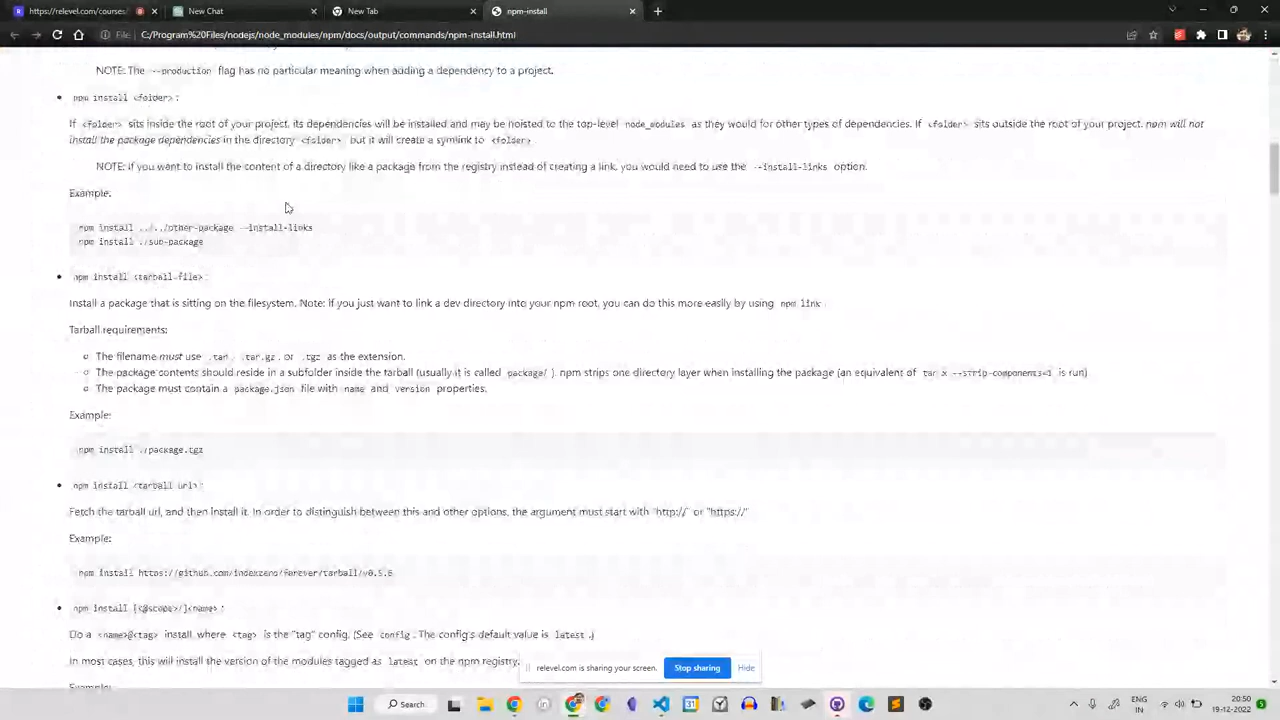 https://relevel.com/courses
New Chat
New Tab
npm-install
File
C:/Program%20Files/nodejs/node_modules/npm/docs/output/commands/npm-install.html
NOTE: The --production flag has no particular meaning when adding a dependency to a project.
npm install <folder>:
If <folder> sits inside the root of your project, its dependencies will be installed and may be hoisted to the top-level node_modules as they would for other types of dependencies. If <folder> sits outside the root of your project, npm will not
install the package dependencies in the directory <folder> but it will create a symlink to <folder>
NOTE: If you want to install the content of a directory like a package from the registry instead of creating a link, you would need to use the --install-links option.
Example:
npm install ../../other-package --install-links
npm install ./sub-package
npm install <tarball file>:
Install a package that is sitting on the filesystem. Note: if you just want to link a dev directory into your npm root, you can do this more easily by using npm link
Tarball requirements:
The filename must use .tar, .tar.gz, or .tgz as the extension.
The package contents should reside in a subfolder inside the tarball (usually it is called package/ ). npm strips one directory layer when installing the package (an equivalent of tar x --strip-components=1 is run)
The package must contain a package.json file with name and version properties.
Example:
npm install ./package.tgz
npm install <tarball url>:
Fetch the tarball url, and then install it. In order to distinguish between this and other options, the argument must start with "http://" or "https://"
Example:
npm install https://github.com/indexzero/forever/tarball/v0.5.6
npm install [<@scope>/]<name>:
Do a <name>@<tag> install where <tag> is the "tag" config. (See config. The config's default value is latest .)
In most cases, this will install the version of the modules tagged as latest on the npm registry.
Example:
relevel.com is sharing your screen.
Stop sharing
Hide
Search
ENG
IN
20:50
19-12-2022